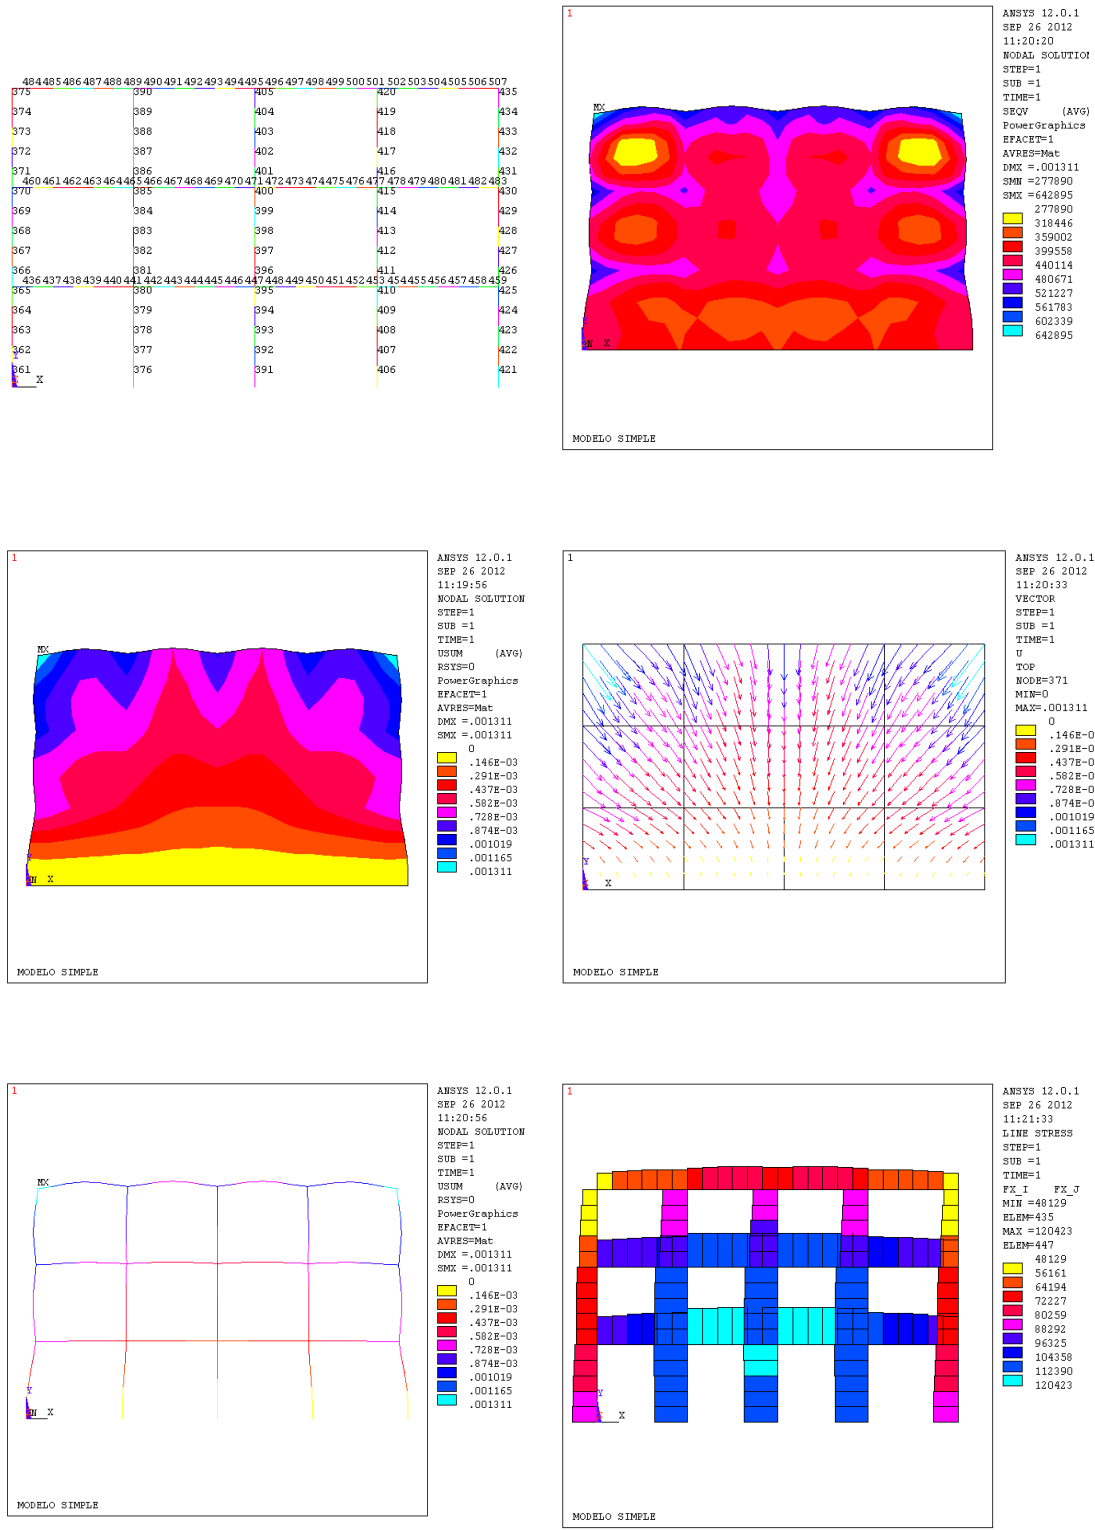 484 485 486 487 488 489 490 491 492 493 494 495 496 497 498 499 500 501 502 503 504 505 506 507
375 390 405 420 435
374 389 404 419 434
373 388 403 418 433
372 387 402 417 432
371 386 401 416 431
460 461 462 463 464 465 466 467 468 469 470 471 472 473 474 475 476 477 478 479 480 481 482 483
370 385 400 415 430
369 384 399 414 429
368 383 398 413 428
367 382 397 412 427
366 381 396 411 426
436 437 438 439 440 441 442 443 444 445 446 447 448 449 450 451 452 453 454 455 456 457 458 459
365 380 395 410 425
364 379 394 409 424
363 378 393 408 423
362 377 392 407 422
Y
361 376 391 406 421
X
1
ANSYS 12.0.1
SEP 26 2012
11:20:20
NODAL SOLUTION
STEP=1
SUB =1
TIME=1
SEQV (AVG)
PowerGraphics
EFACET=1
AVRES=Mat
DMX =.001311
SMN =277890
SMX =642895
277890
318446
359002
399558
440114
480671
521227
561783
602339
642895
MX
X
MODELO SIMPLE
1
ANSYS 12.0.1
SEP 26 2012
11:19:56
NODAL SOLUTION
STEP=1
SUB =1
TIME=1
USUM (AVG)
RSYS=0
PowerGraphics
EFACET=1
AVRES=Mat
DMX =.001311
SMX =.001311
0
.146E-03
.291E-03
.437E-03
.582E-03
.728E-03
.874E-03
.001019
.001165
.001311
MX
Y
X
MODELO SIMPLE
1
ANSYS 12.0.1
SEP 26 2012
11:20:33
VECTOR
STEP=1
SUB =1
TIME=1
U
TOP
NODE=371
MIN=0
MAX=.001311
0
.146E-0
.291E-0
.437E-0
.582E-0
.728E-0
.874E-0
.001019
.001165
.001311
Y
X
MODELO SIMPLE
1
ANSYS 12.0.1
SEP 26 2012
11:20:56
NODAL SOLUTION
STEP=1
SUB =1
TIME=1
USUM (AVG)
RSYS=0
PowerGraphics
EFACET=1
AVRES=Mat
DMX =.001311
SMX =.001311
0
.146E-03
.291E-03
.437E-03
.582E-03
.728E-03
.874E-03
.001019
.001165
.001311
MX
Y
X
MODELO SIMPLE
1
ANSYS 12.0.1
SEP 26 2012
11:21:33
LINE STRESS
STEP=1
SUB =1
TIME=1
FX_I FX_J
MIN =48129
ELEM=435
MAX =120423
ELEM=447
48129
56161
64194
72227
80259
88292
96325
104358
112390
120423
Y
X
MODELO SIMPLE